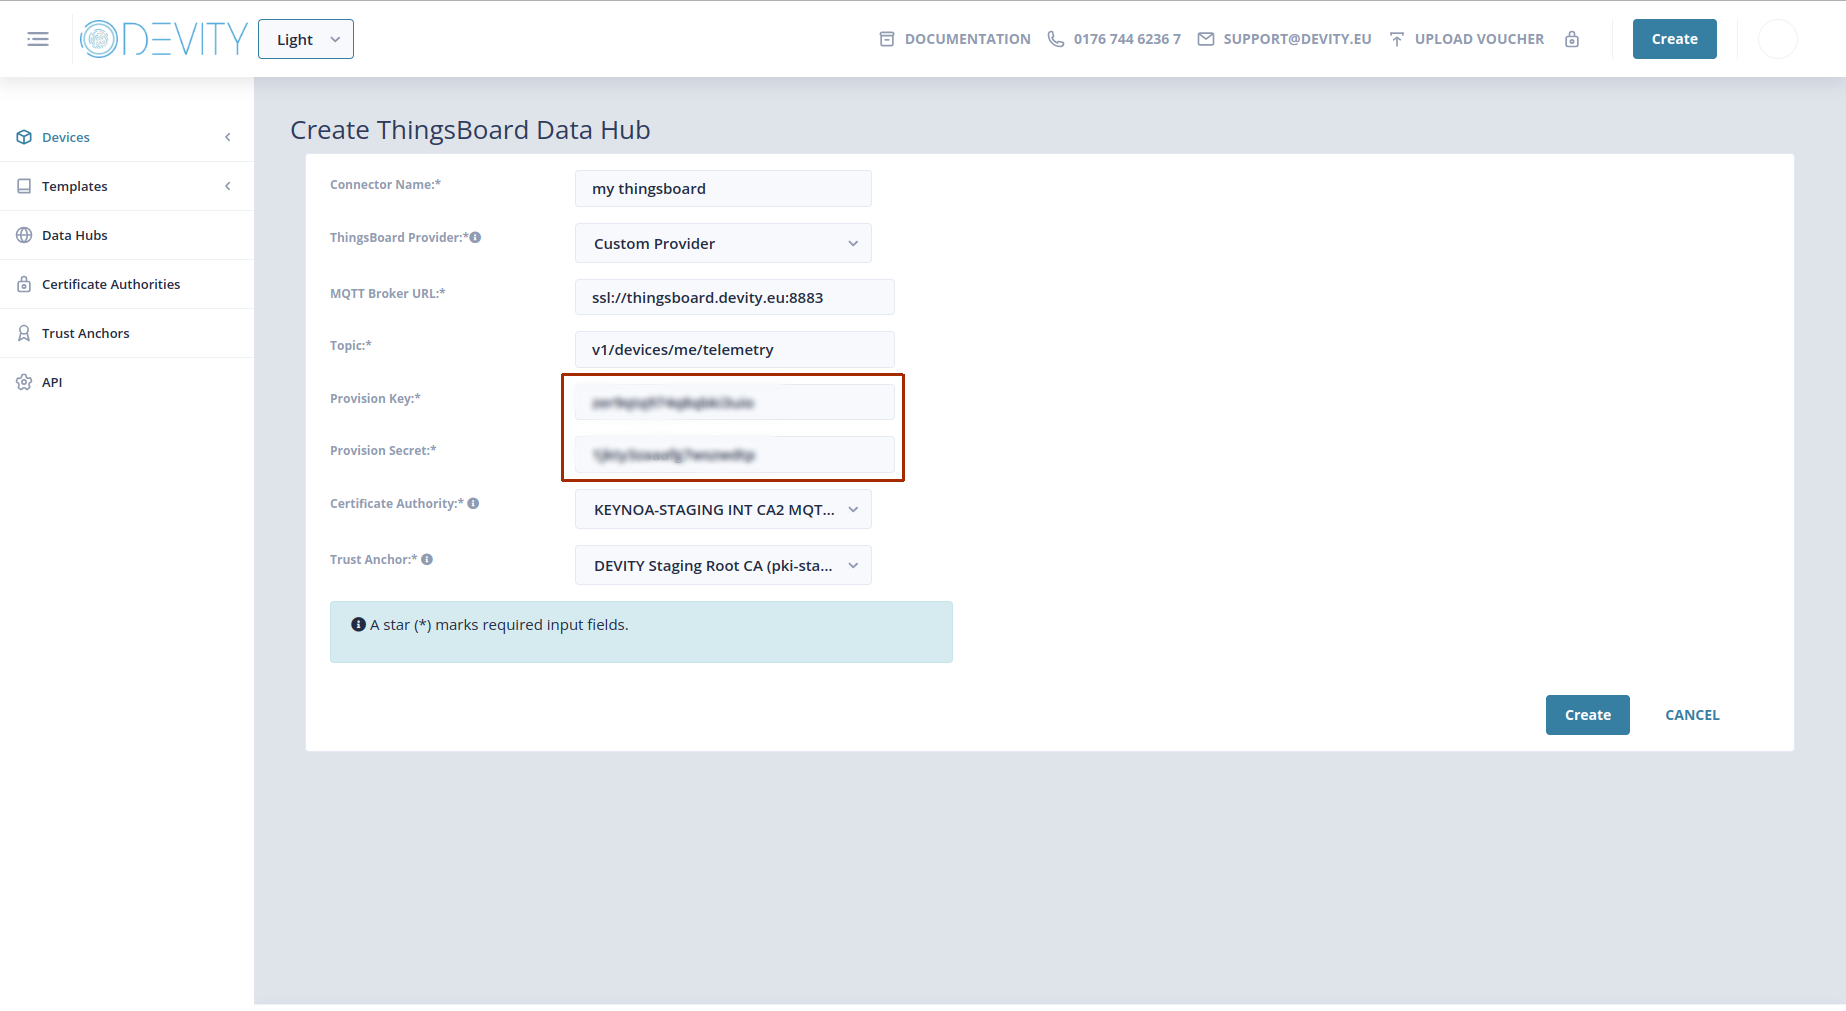 DEVITY
Light
DOCUMENTATION
0176 744 6236 7
SUPPORT@DEVITY.EU
UPLOAD VOUCHER
Create
Devices
Templates
Data Hubs
Certificate Authorities
Trust Anchors
API
Create ThingsBoard Data Hub
Connector Name:*
my thingsboard
ThingsBoard Provider:*
Custom Provider
MQTT Broker URL:*
ssl://thingsboard.devity.eu:8883
Topic:*
v1/devices/me/telemetry
Provision Key:*
Provision Secret:*
Certificate Authority:*
KEYNOA-STAGING INT CA2 MQT...
Trust Anchor:*
DEVITY Staging Root CA (pki-sta...
A star (*) marks required input fields.
Create
CANCEL